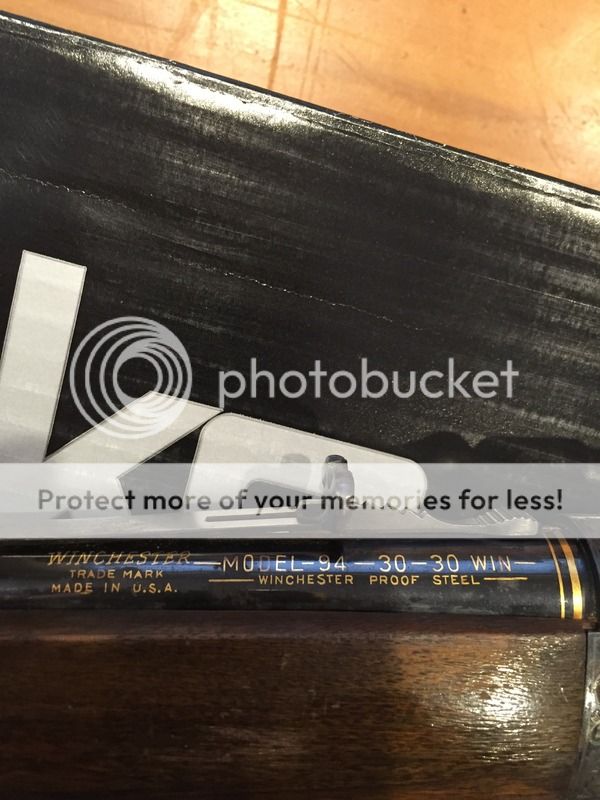 ke
photobucket
Protect more of your memories for less!
WINCHESTER
TRADE MARK
MADE IN U.S.A.
—MODEL-94—30-30 WIN—
—WINCHESTER PROOF STEEL—